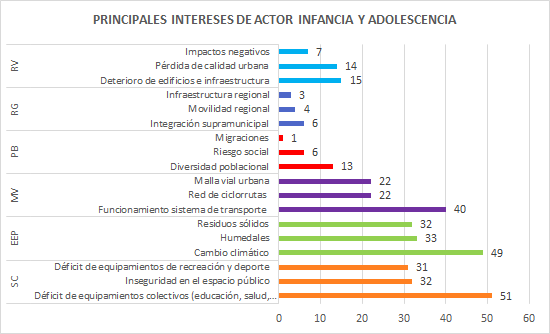 PRINCIPALES INTERESES DE ACTOR INFANCIA Y ADOLESCENCIA
RV
Impactos negativos 7
Pérdida de calidad urbana 14
Deterioro de edificios e infraestructura 15
RG
Infraestructura regional 3
Movilidad regional 4
Integración supramunicipal 6
PB
Migraciones 1
Riesgo social 6
Diversidad poblacional 13
MV
Malla vial urbana 22
Red de ciclorrutas 22
Funcionamiento sistema de transporte 40
EEP
Residuos sólidos 32
Humedales 33
Cambio climático 49
SC
Déficit de equipamientos de recreación y deporte 31
Inseguridad en el espacio público 32
Déficit de equipamientos colectivos (educación, salud,... 51
0 10 20 30 40 50 60